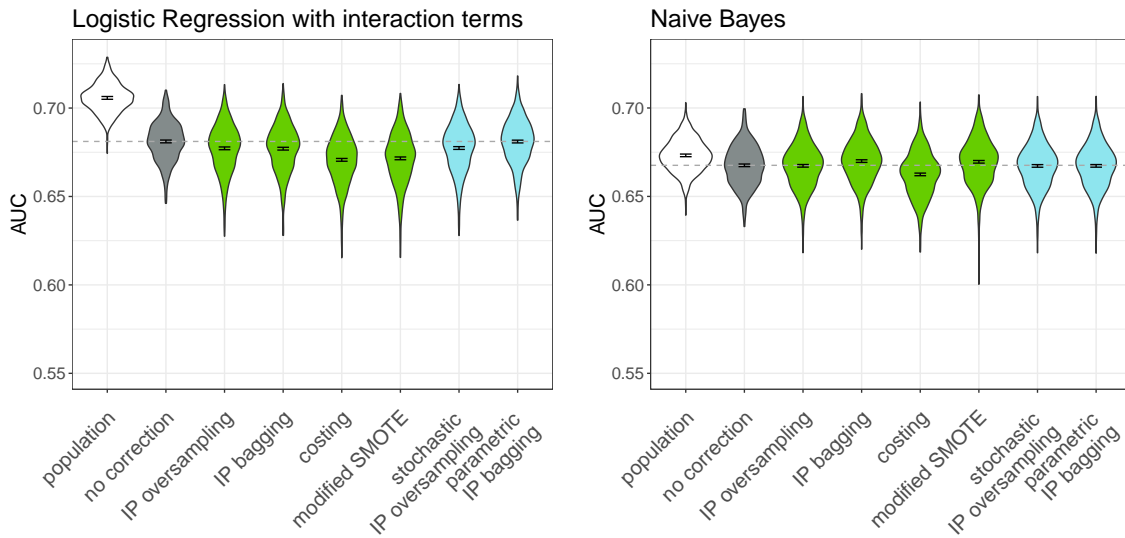 Logistic Regression with interaction terms
AUC
0.70
0.65
0.60
0.55
population
no correction
IP oversampling
IP bagging
costing
modified SMOTE
stochastic
IP oversampling
parametric
IP bagging
Naive Bayes
AUC
0.70
0.65
0.60
0.55
population
no correction
IP oversampling
IP bagging
costing
modified SMOTE
stochastic
IP oversampling
parametric
IP bagging